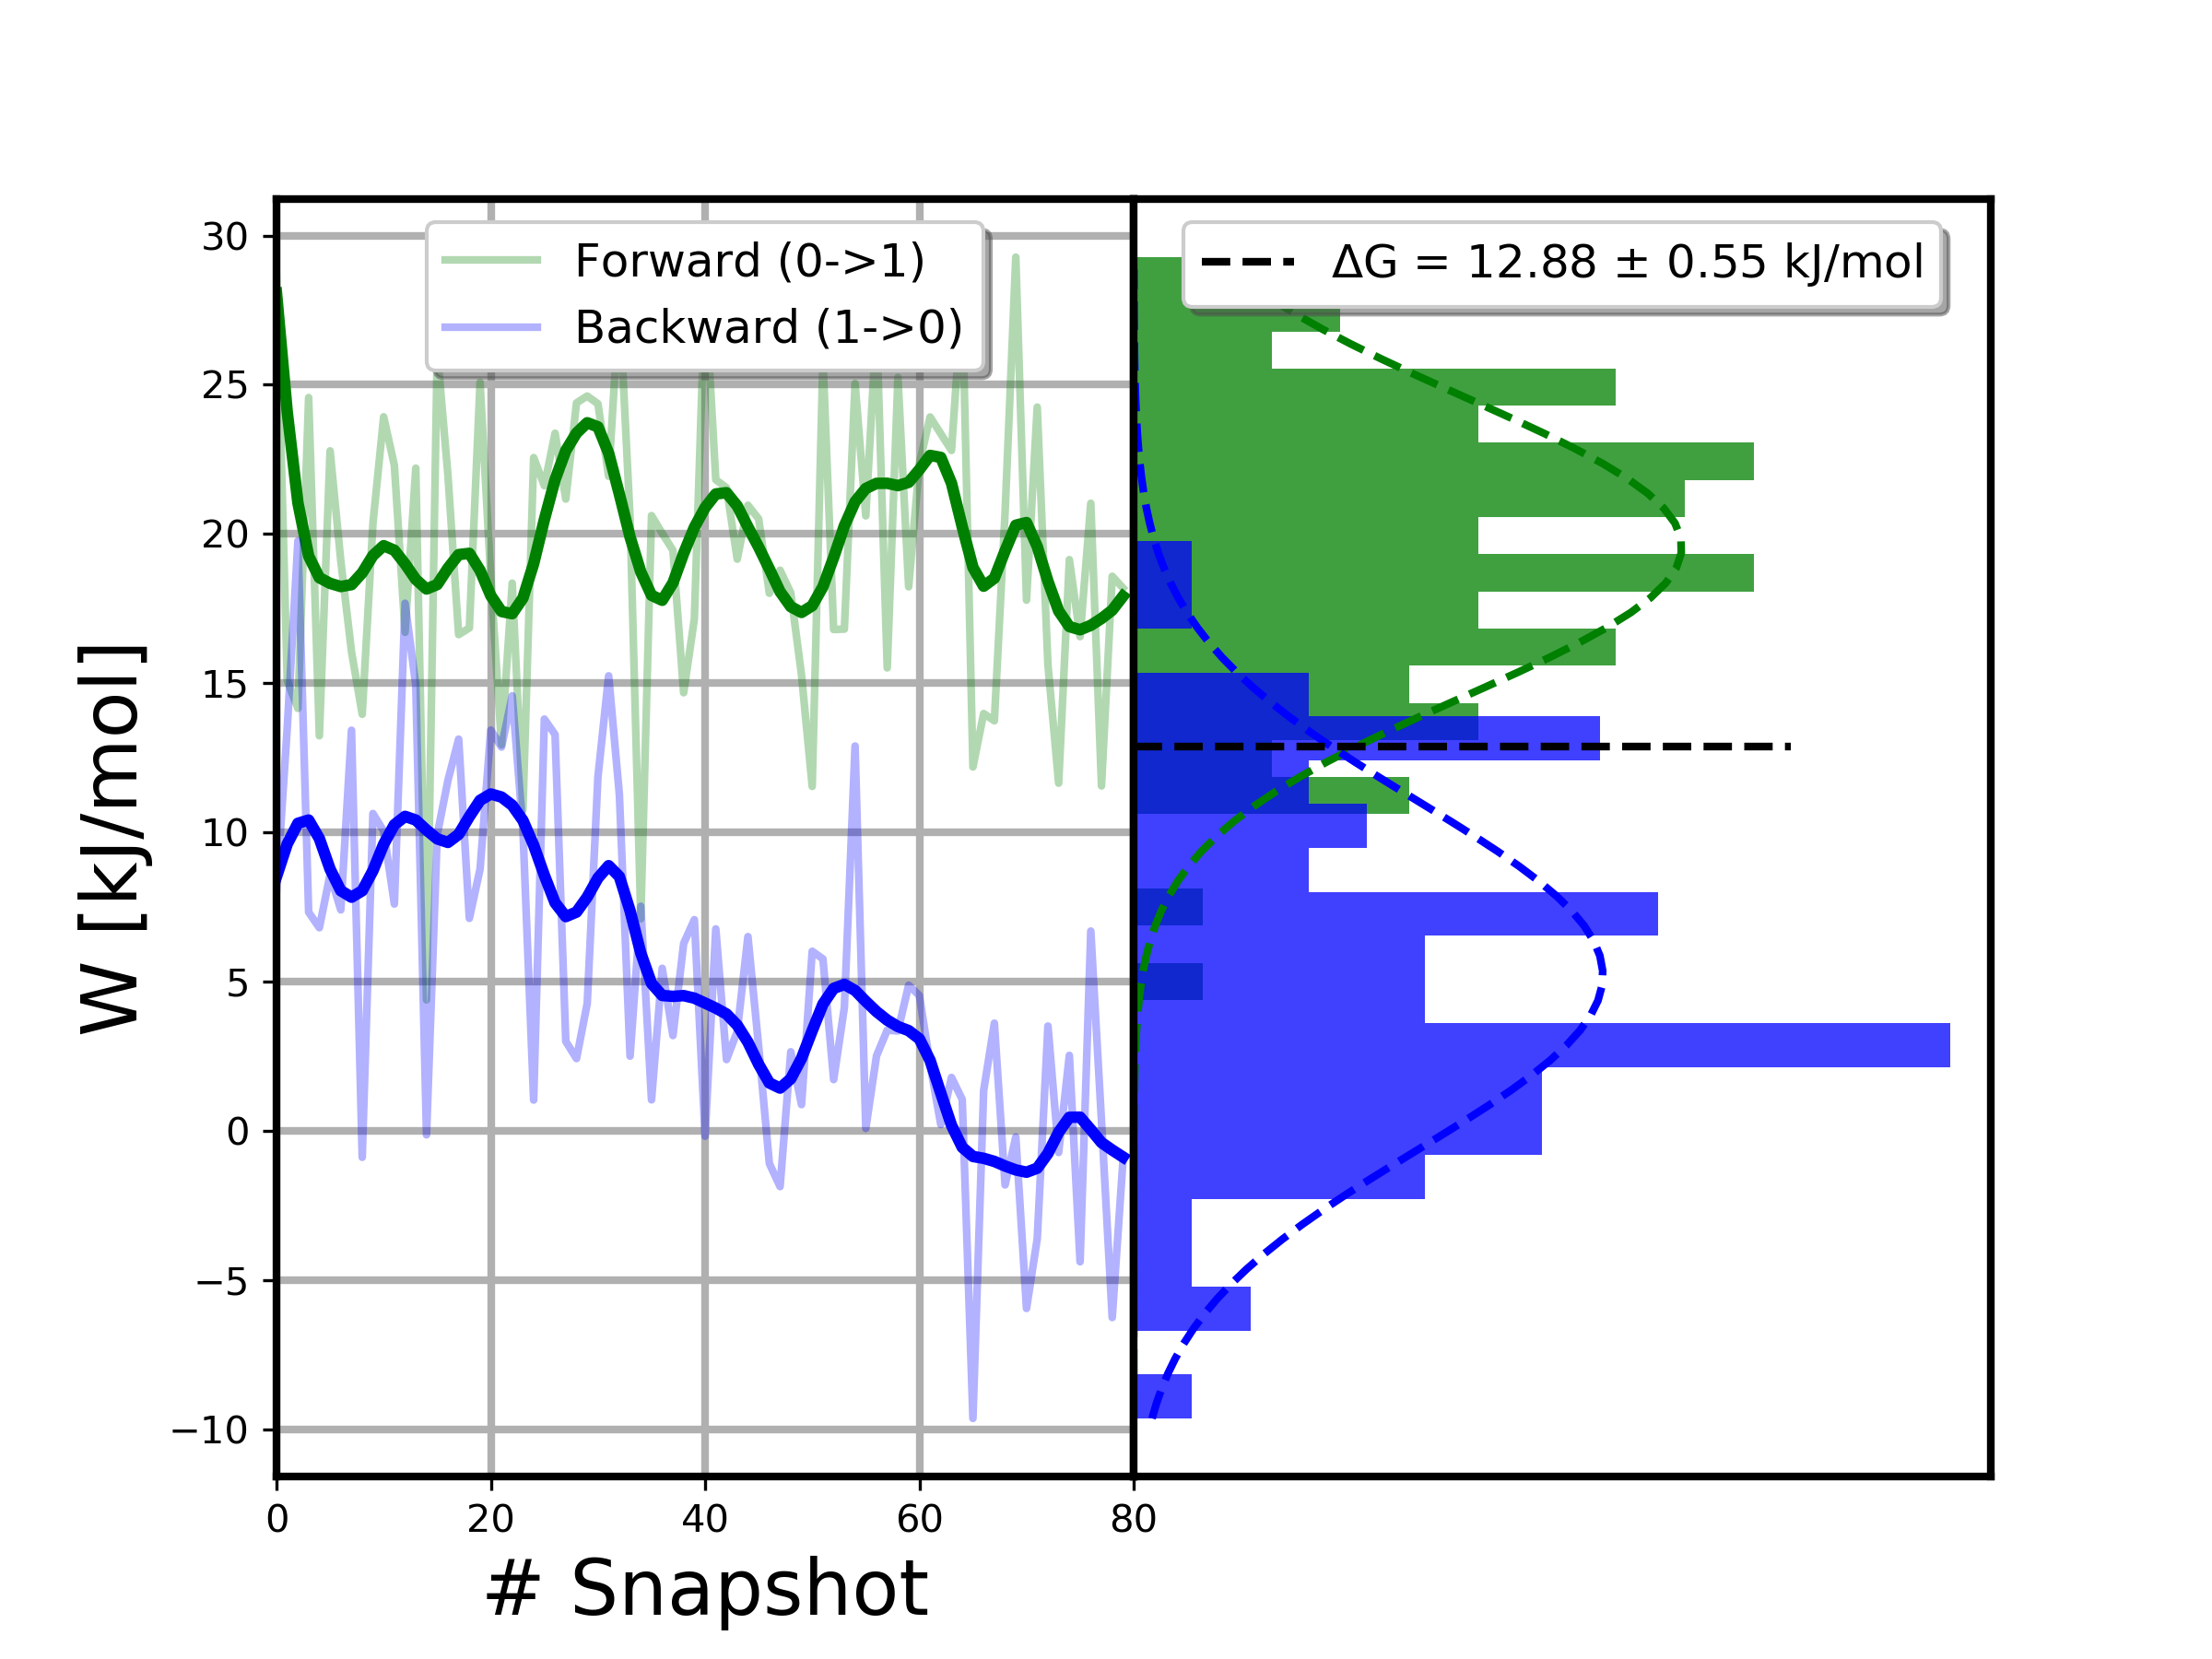 30
25
20
15
10
5
0
−5
−10
W [kJ/mol]
Forward (0->1)
Backward (1->0)
ΔG = 12.88 ± 0.55 kJ/mol
0 20 40 60 80
# Snapshot